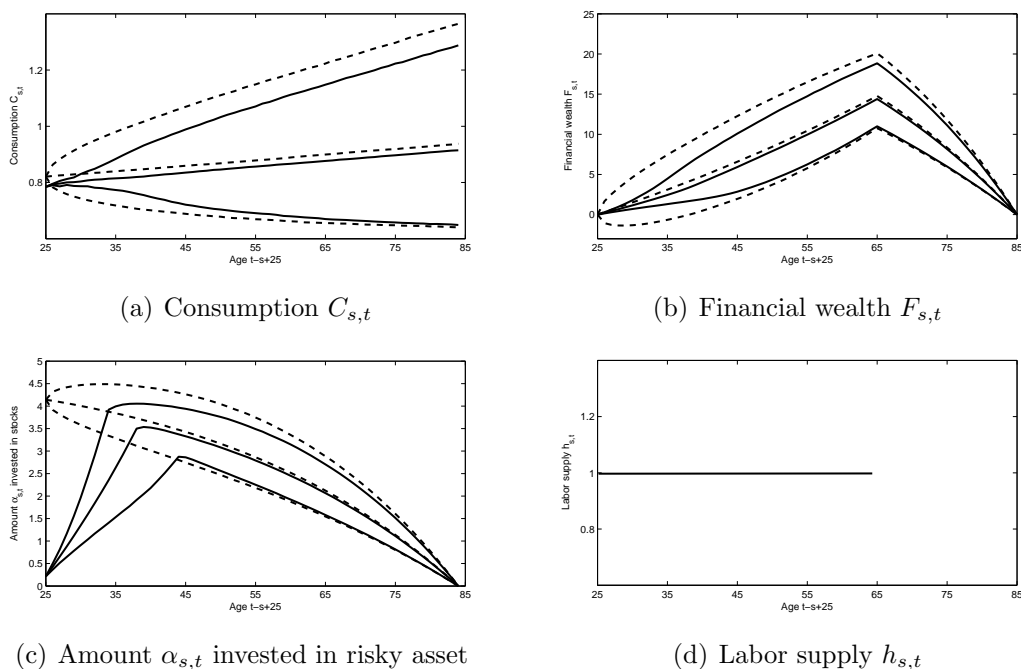 1.2
1
0.8
Consumption C_{s,t}
25 35 45 55 65 75 85
Age t−s+25
(a) Consumption C_{s,t}
25
20
15
10
5
0
Financial wealth F_{s,t}
25 35 45 55 65 75 85
Age t−s+25
(b) Financial wealth F_{s,t}
5
4.5
4
3.5
3
2.5
2
1.5
1
0.5
0
Amount α_{s,t} invested in stocks
25 35 45 55 65 75 85
Age t−s+25
(c) Amount α_{s,t} invested in risky asset
1.2
1
0.8
Labor supply h_{s,t}
25 35 45 55 65 75 85
Age t−s+25
(d) Labor supply h_{s,t}